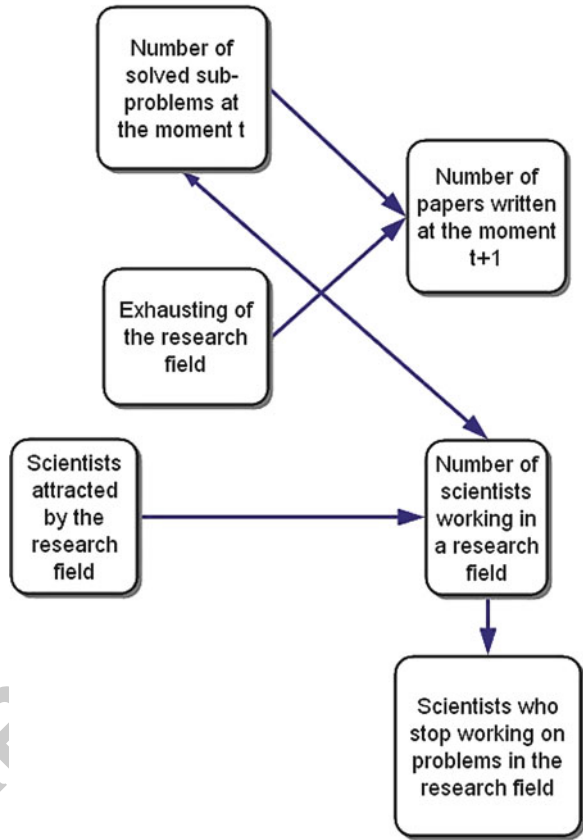 Number of
solved sub-
problems at
the moment t
Number of
papers written
at the moment
t+1
Exhausting of
the research
field
Scientists
attracted
by the
research
field
Number of
scientists
working in
a research
field
Scientists who
stop working on
problems in the
research field